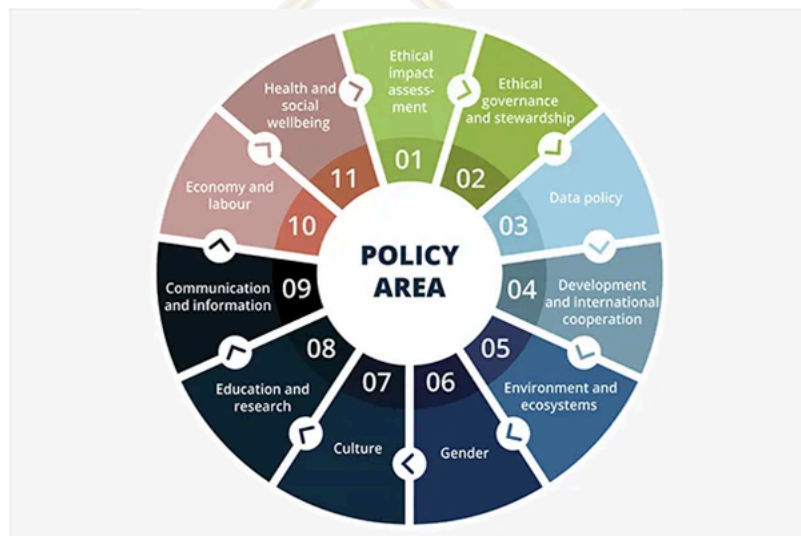 Ethical
impact
assess-
ment
01
Ethical
governance
and stewardship
02
Data policy
03
Development
and international
cooperation
04
Environment and
ecosystems
05
Gender
06
Culture
07
Education and
research
08
Communication
and information
09
Economy and
labour
10
Health and
social
wellbeing
11
POLICY
AREA